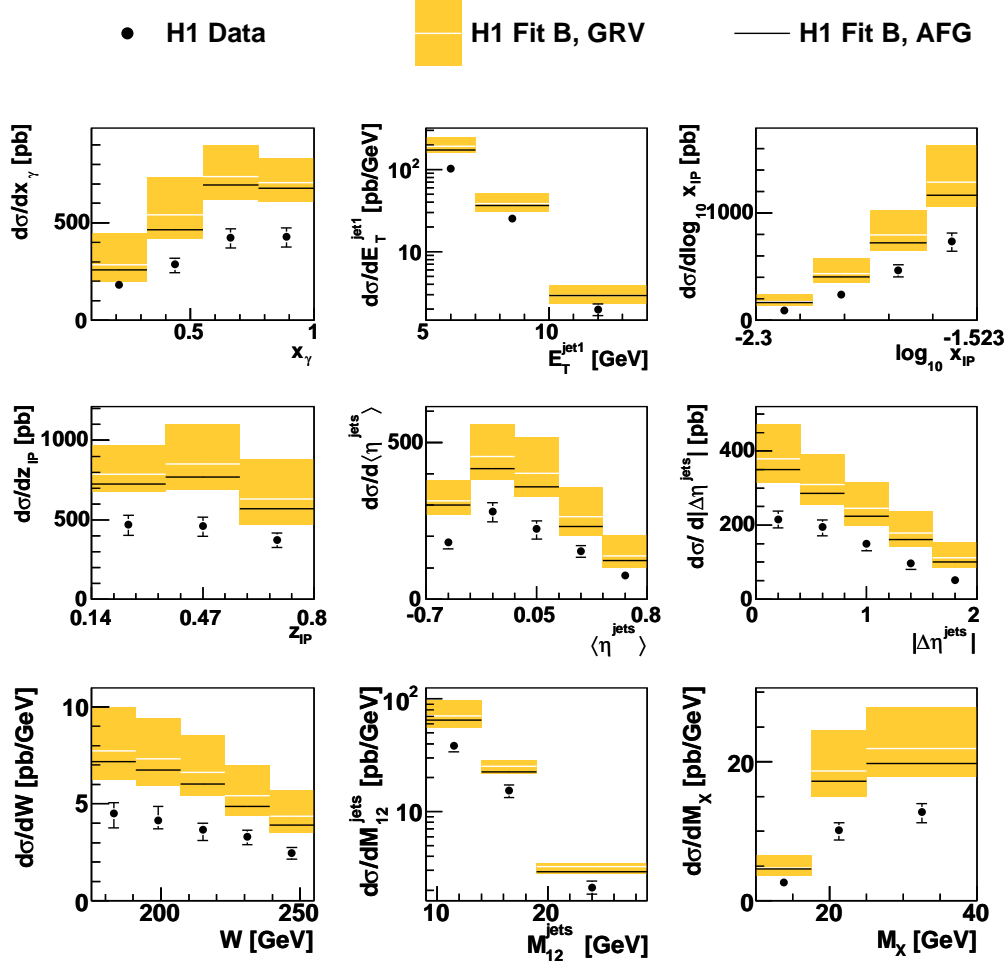 H1 Data
H1 Fit B, GRV
H1 Fit B, AFG
dσ/dx_γ [pb]
500
0
0.5
1
x_γ
dσ/dE_T^jet1 [pb/GeV]
10^2
10
5
10
E_T^jet1 [GeV]
dσ/dlog_10 x_IP [pb]
1000
0
-2.3
-1.523
log_10 x_IP
dσ/dz_IP [pb]
1000
500
0
0.14
0.47
0.8
z_IP
dσ/d⟨η^jets⟩
500
0
-0.7
0.05
0.8
⟨η^jets⟩
dσ/ d|Δη^jets| [pb]
400
200
0
0
1
2
|Δη^jets|
dσ/dW [pb/GeV]
10
5
0
200
250
W [GeV]
dσ/dM_12^jets [pb/GeV]
10^2
10
10
20
M_12^jets [GeV]
dσ/dM_X [pb/GeV]
20
0
20
40
M_X [GeV]